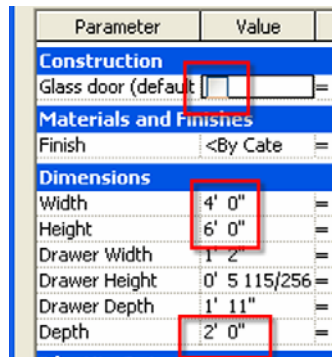 Parameter Value
Construction
Glass door (default =
Materials and Finishes
Finish <By Cate =
Dimensions
Width 4' 0" =
Height 6' 0" =
Drawer Width 1' 2" =
Drawer Height 0' 5 115/256 =
Drawer Depth 1' 11" =
Depth 2' 0" =